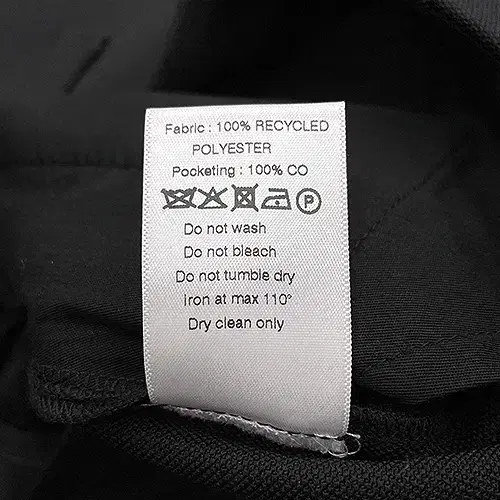 Fabric : 100% RECYCLED
POLYESTER
Pocketing : 100% CO
P
Do not wash
Do not bleach
Do not tumble dry
Iron at max 110°
Dry clean only